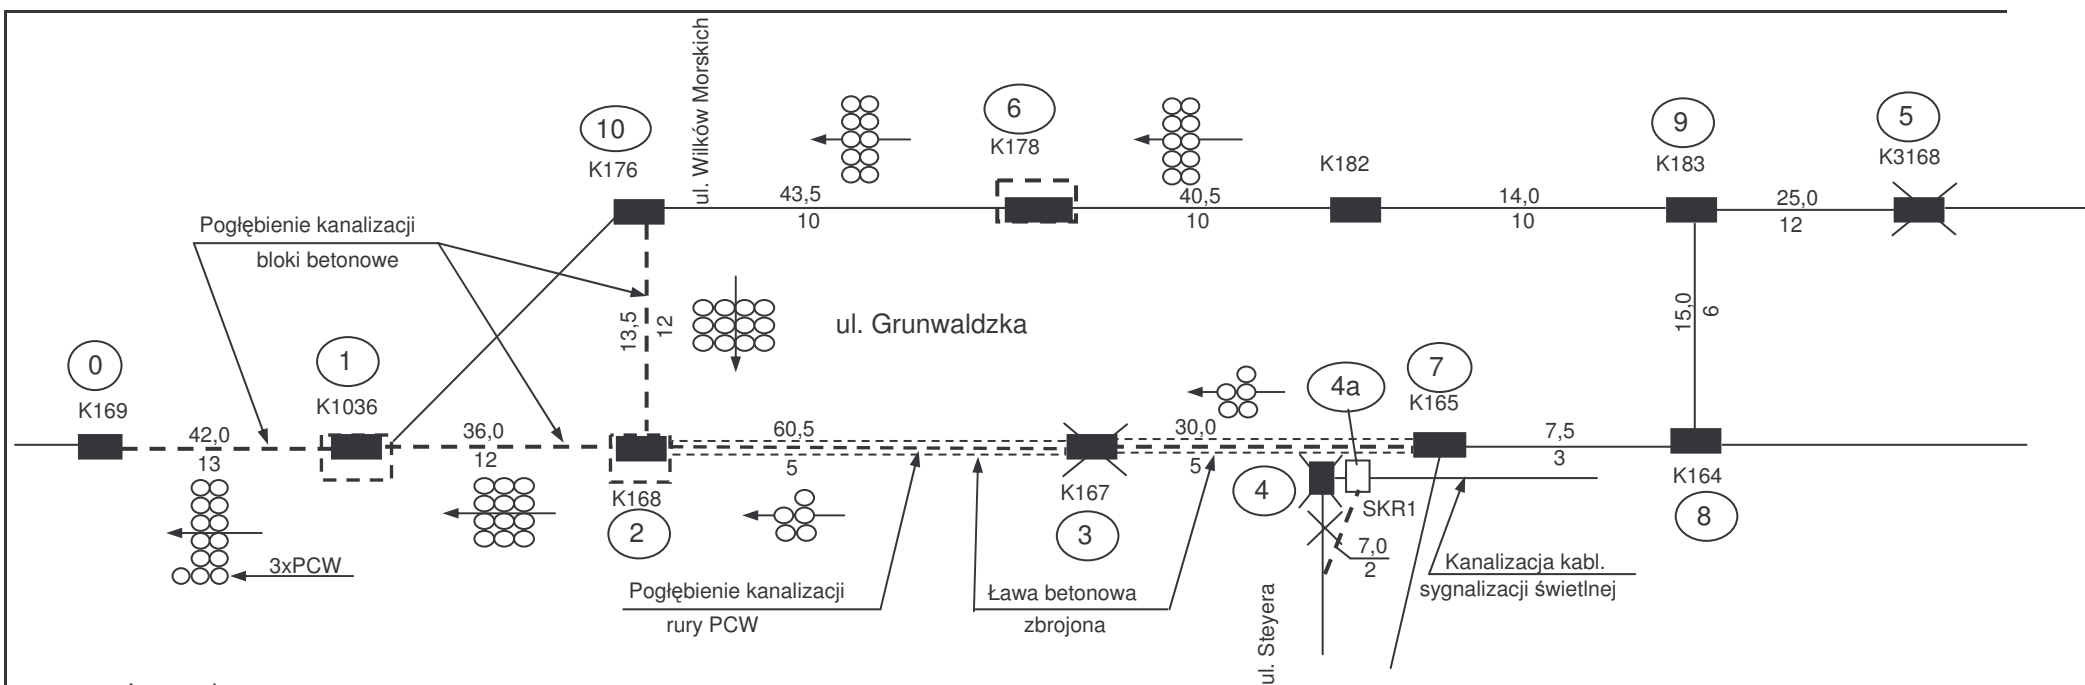 ul. Wilków Morskich
10
K176
6
K178
K182
9
K183
5
K3168
43,5
10
40,5
10
14,0
10
25,0
12
Pogłębienie kanalizacji
bloki betonowe
13,5
12
ul. Grunwaldzka
15,0
6
0
K169
1
K1036
4a
7
K165
42,0
13
36,0
12
60,5
5
30,0
5
7,5
3
K168
2
K167
3
4
SKR1
K164
8
3xPCW
7,0
2
Kanalizacja kabl.
sygnalizacji świetlnej
Pogłębienie kanalizacji
rury PCW
Ława betonowa
zbrojona
ul. Steyera